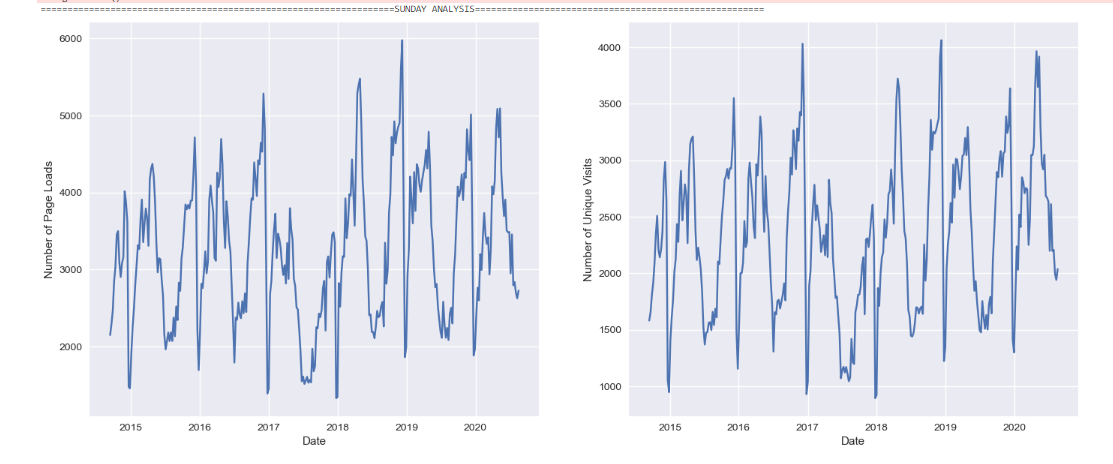 ==================================================================SUNDAY ANALYSIS======================================================
6000
5000
4000
3000
2000
Number of Page Loads
2015 2016 2017 2018 2019 2020
Date
4000
3500
3000
2500
2000
1500
1000
Number of Unique Visits
2015 2016 2017 2018 2019 2020
Date